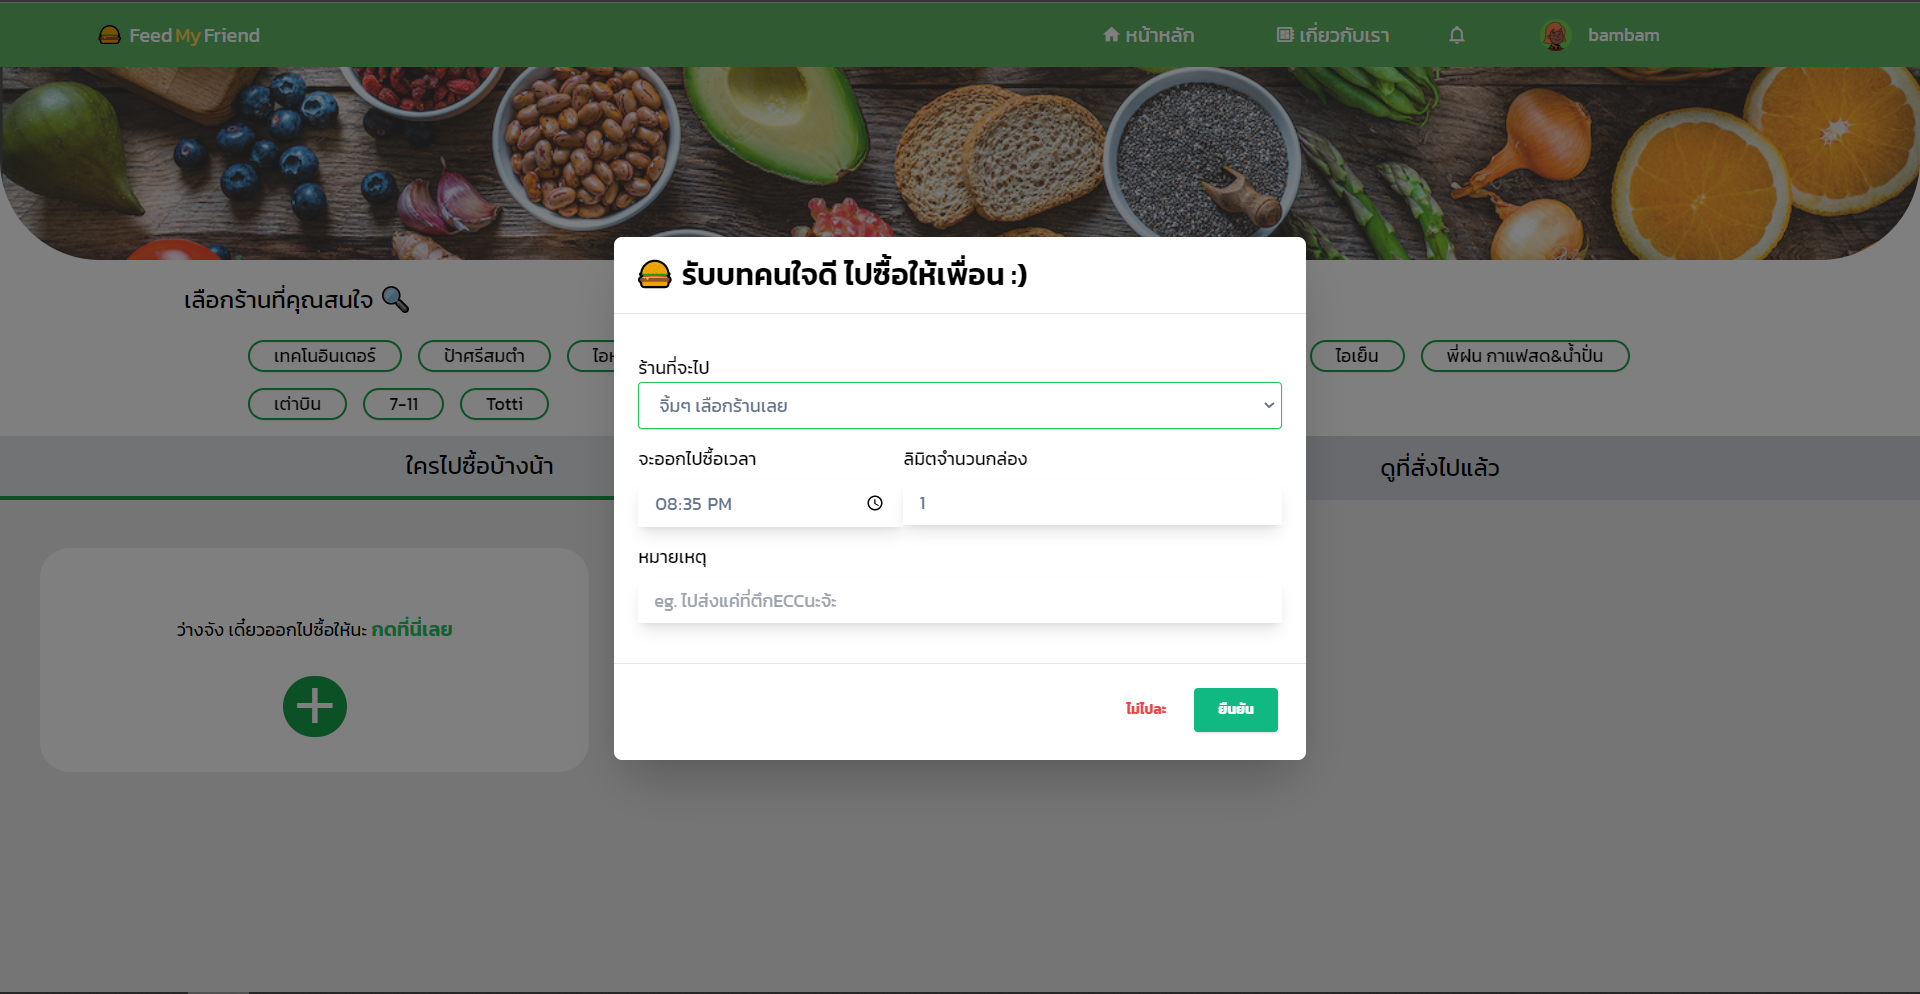 Feed My Friend
หน้าหลัก
เกี่ยวกับเรา
bambam
เลือกร้านที่คุณสนใจ
เทคโนอินเตอร์
ป้าศรีสมตำ
ไอเย็น
พี่ฝน กาแฟสด&น้ำปั่น
เต่าบิน
7-11
Totti
ใครไปซื้อบ้างน้า
ดูที่สั่งไปแล้ว
ว่างจัง เดี๋ยวออกไปซื้อให้นะ กดที่นี่เลย
รับบทคนใจดี ไปซื้อให้เพื่อน :)
ร้านที่จะไป
จิ้มๆ เลือกร้านเลย
จะออกไปซื้อเวลา
ลิมิตจำนวนกล่อง
08:35 PM
1
หมายเหตุ
eg. ไปส่งแค่ที่ตึกECCนะจ้ะ
ไม่ไปละ
ยืนยัน